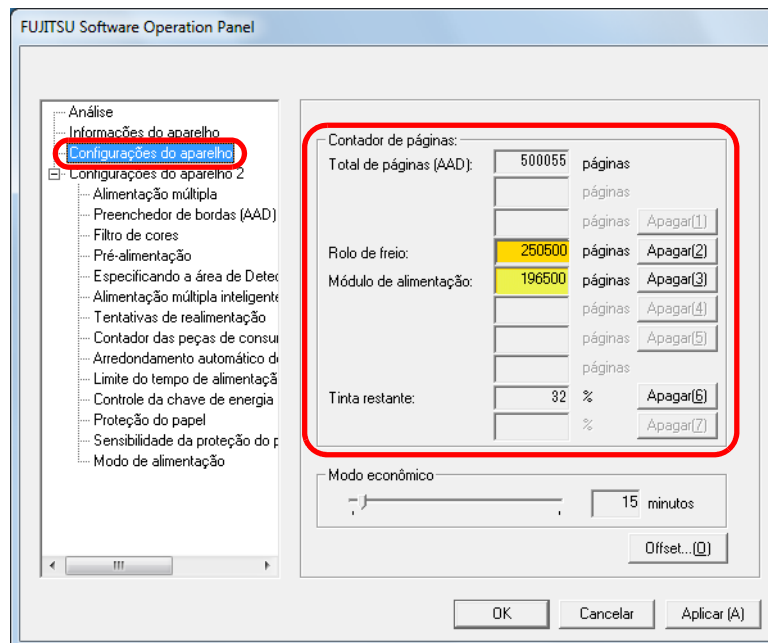 FUJITSU Software Operation Panel
Análise
Informações do aparelho
Configurações do aparelho
Configurações do aparelho 2
Alimentação múltipla
Preenchedor de bordas (AAD)
Filtro de cores
Pré-alimentação
Especificando a área de Detec
Alimentação múltipla inteligente
Tentativas de realimentação
Contador das peças de consu
Arredondamento automático d
Limite do tempo de alimentaçã
Controle da chave de energia
Proteção do papel
Sensibilidade da proteção do p
Modo de alimentação
Contador de páginas:
Total de páginas (AAD): 500055 páginas
páginas
páginas Apagar(1)
Rolo de freio: 250500 páginas Apagar(2)
Módulo de alimentação: 196500 páginas Apagar(3)
páginas Apagar(4)
páginas Apagar(5)
páginas
Tinta restante: 32 % Apagar(6)
% Apagar(7)
Modo econômico
15 minutos
Offset...(O)
OK Cancelar Aplicar (A)